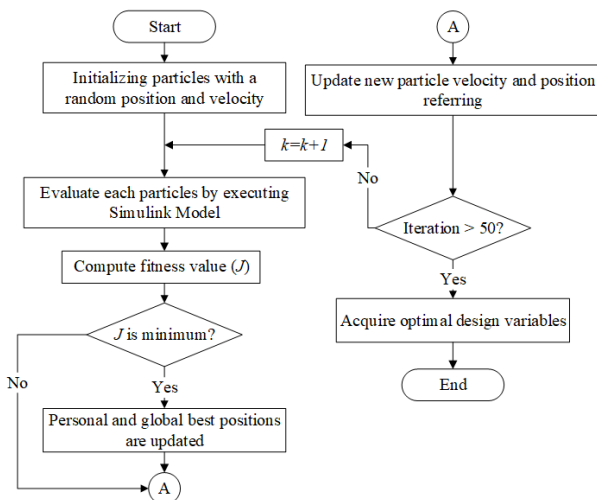 Start
Initializing particles with a
random position and velocity
k=k+1
Evaluate each particles by executing
Simulink Model
Compute fitness value (J)
J is minimum?
No
Yes
Personal and global best positions
are updated
A
A
Update new particle velocity and position
referring
No
Iteration > 50?
Yes
Acquire optimal design variables
End